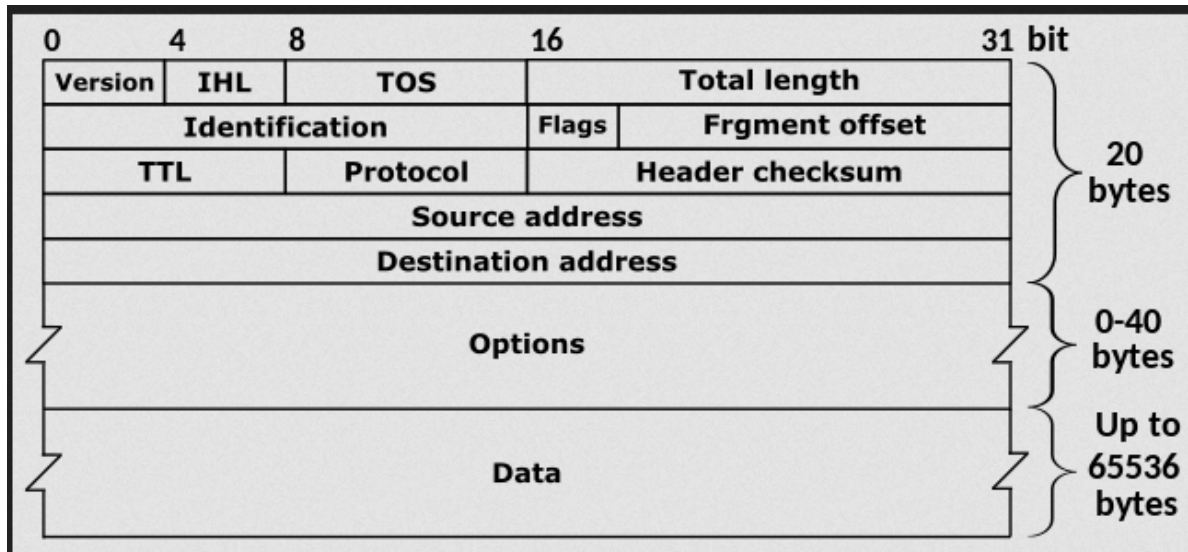 0 4 8 16 31 bit
Version IHL TOS Total length
Identification Flags Frgment offset
TTL Protocol Header checksum
Source address
Destination address
20
bytes
Options
0-40
bytes
Data
Up to
65536
bytes